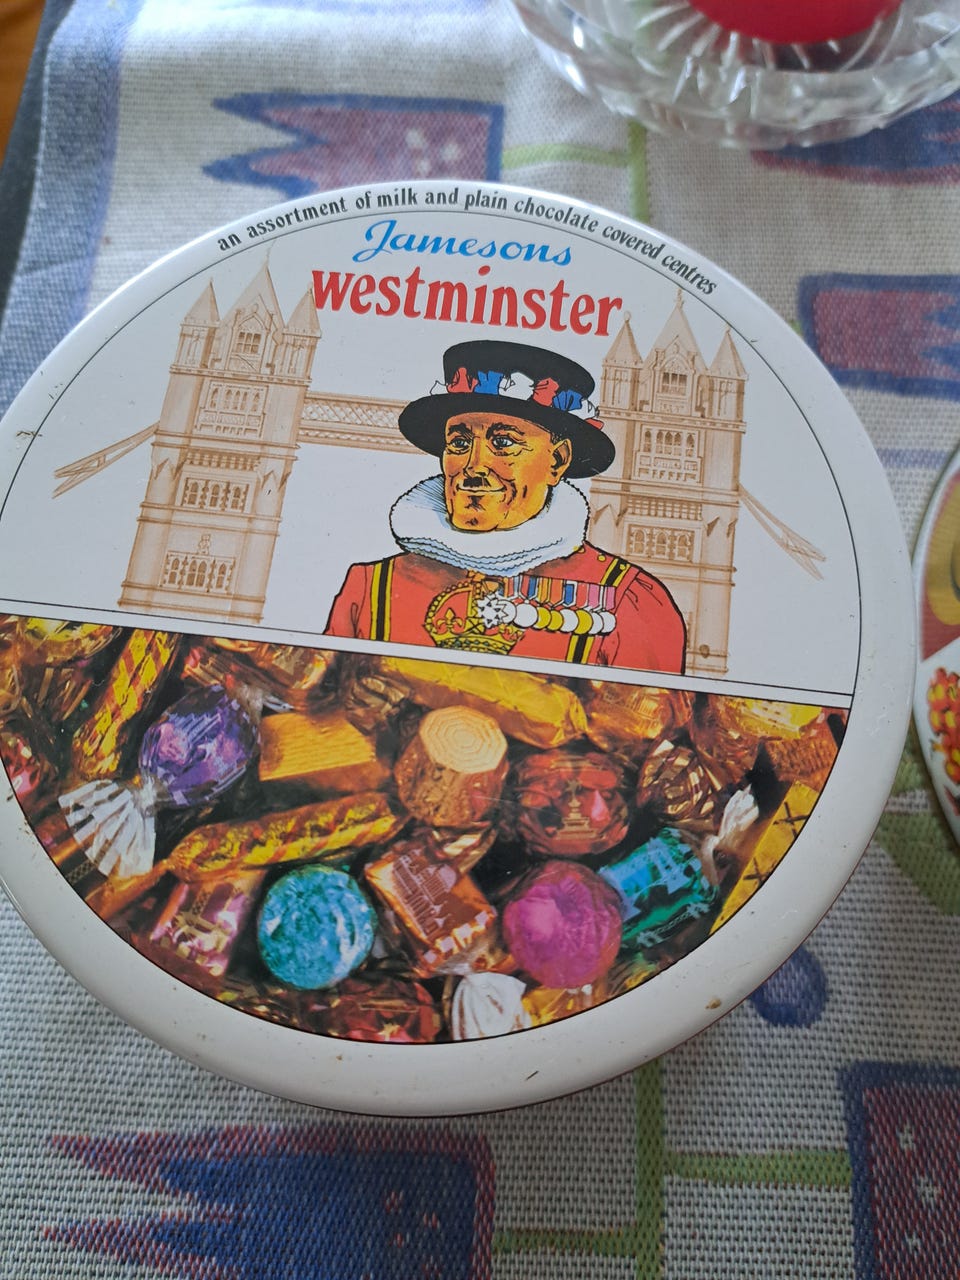 an assortment of milk and plain chocolate covered centres
Jamesons
westminster